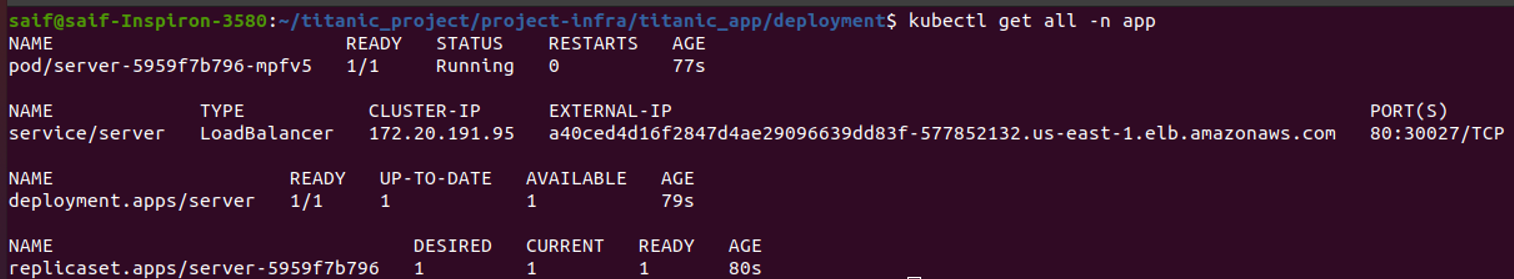 saif@saif-Inspiron-3580:~/titanic_project/project-infra/titanic_app/deployment$ kubectl get all -n app
NAME READY STATUS RESTARTS AGE
pod/server-5959f7b796-mpfv5 1/1 Running 0 77s
NAME TYPE CLUSTER-IP EXTERNAL-IP PORT(S)
service/server LoadBalancer 172.20.191.95 a40ced4d16f2847d4ae29096639dd83f-577852132.us-east-1.elb.amazonaws.com 80:30027/TCP
NAME READY UP-TO-DATE AVAILABLE AGE
deployment.apps/server 1/1 1 1 79s
NAME DESIRED CURRENT READY AGE
replicaset.apps/server-5959f7b796 1 1 1 80s